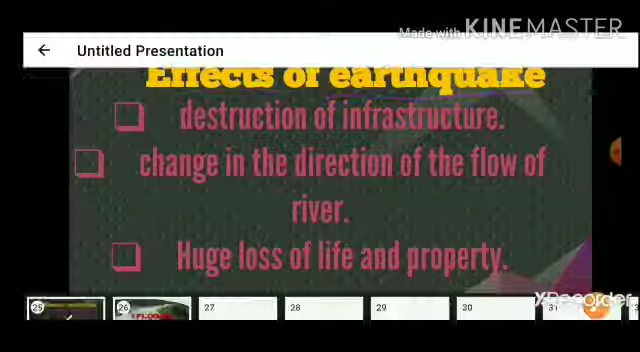 Made with KINEMASTER
← Untitled Presentation
Effects of earthquake
❑ destruction of infrastructure.
❑ change in the direction of the flow of
river.
❑ Huge loss of life and property.
25 26 27 28 29 30 31
XRecorder